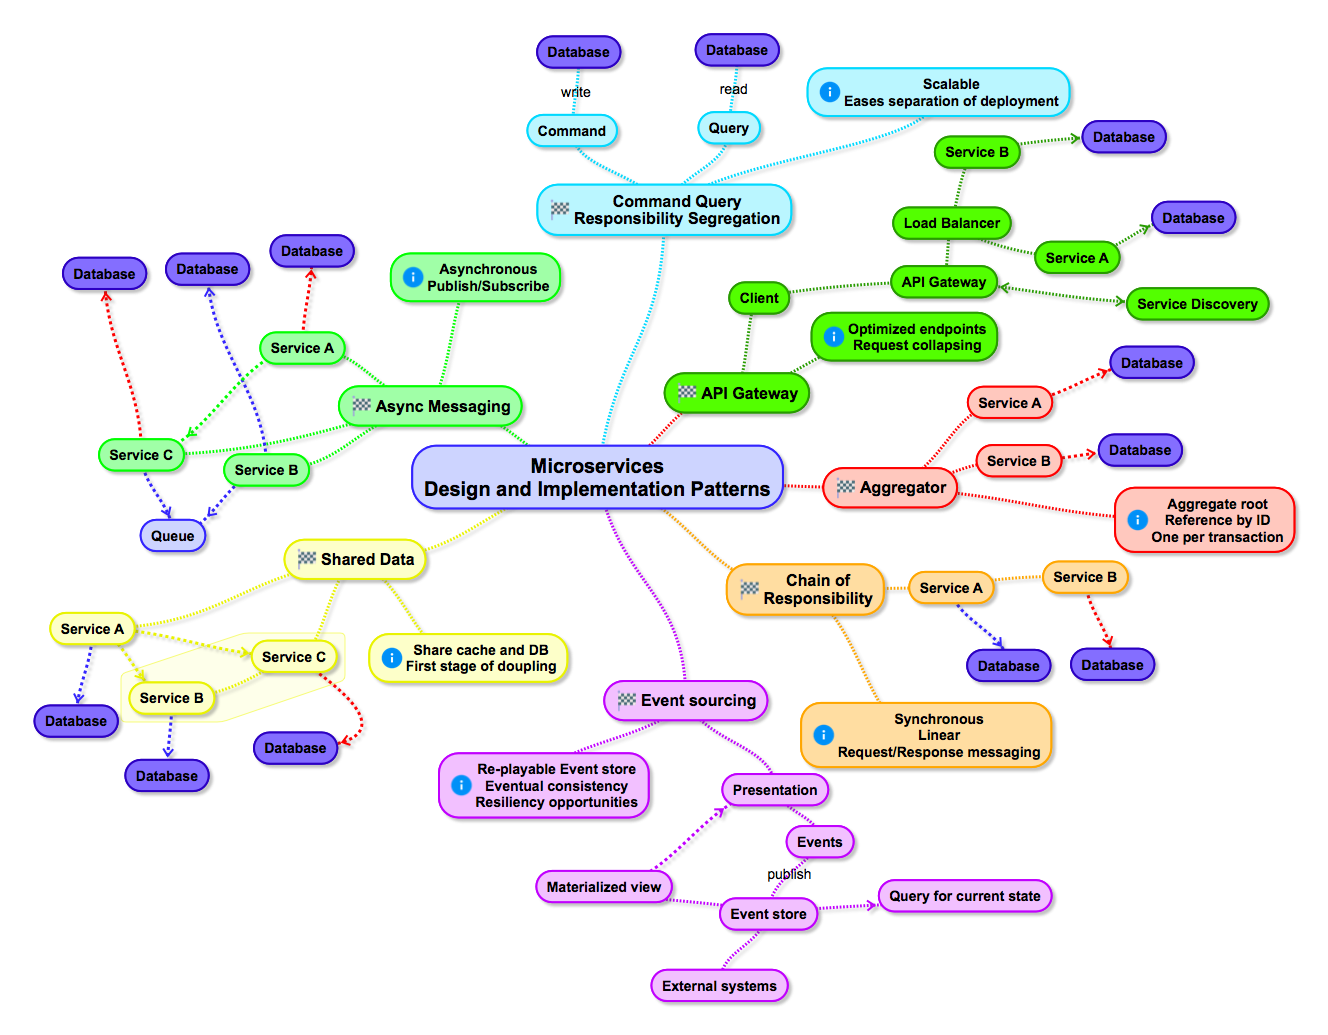 Database
Database
write
read
Command
Query
Scalable
Eases separation of deployment
Command Query
Responsibility Segregation
Service B
Database
Load Balancer
Database
Service A
API Gateway
Service Discovery
Client
Optimized endpoints
Request collapsing
API Gateway
Database
Database
Database
Asynchronous
Publish/Subscribe
Service A
Async Messaging
Service C
Service B
Queue
Microservices
Design and Implementation Patterns
Database
Service A
Service B
Database
Aggregator
Aggregate root
Reference by ID
One per transaction
Shared Data
Service A
Service C
Service B
Share cache and DB
First stage of doupling
Database
Database
Database
Chain of
Responsibility
Service A
Service B
Database
Database
Synchronous
Linear
Request/Response messaging
Event sourcing
Re-playable Event store
Eventual consistency
Resiliency opportunities
Presentation
Events
publish
Materialized view
Event store
Query for current state
External systems